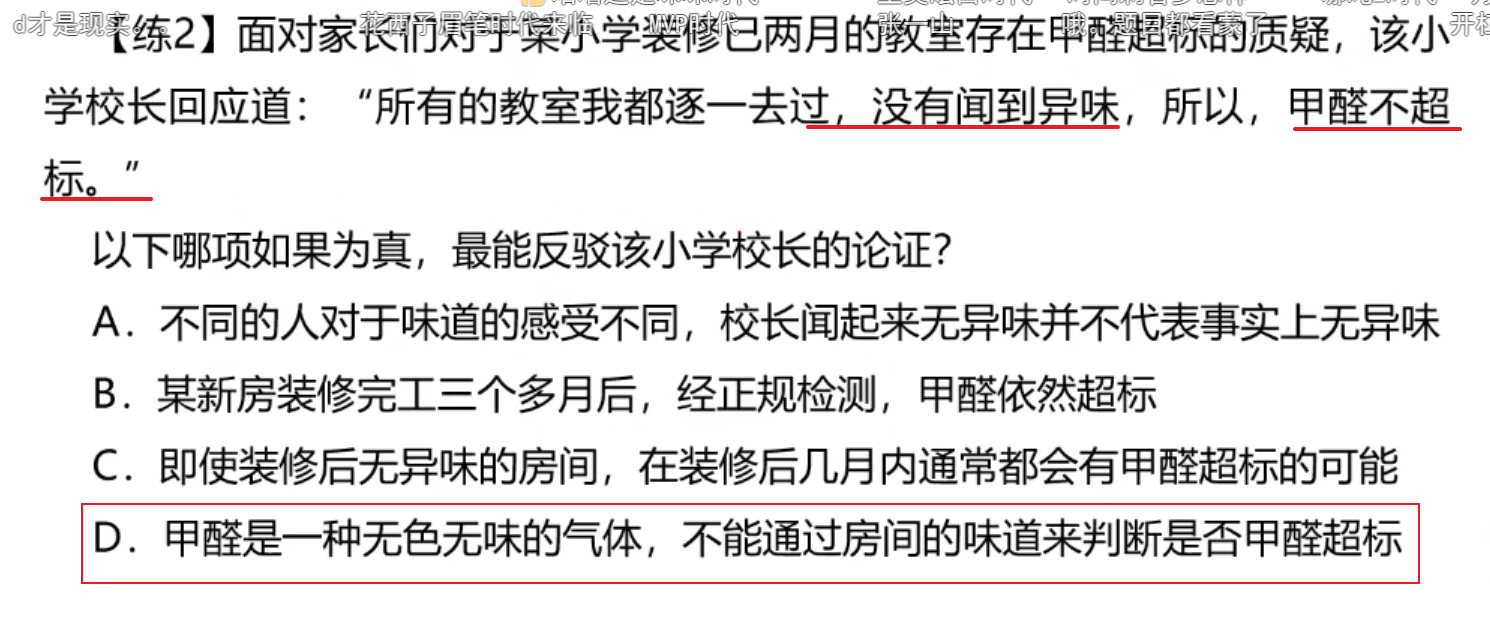 d才是现实。 花西子眉笔时代来临 MVP时代 张一山 哦。题目都看蒙了
【练2】面对家长们对于某小学装修已两月的教室存在甲醛超标的质疑，该小
学校长回应道：“所有的教室我都逐一去过，没有闻到异味，所以，甲醛不超
标。”
以下哪项如果为真，最能反驳该小学校长的论证？
A．不同的人对于味道的感受不同，校长闻起来无异味并不代表事实上无异味
B．某新房装修完工三个多月后，经正规检测，甲醛依然超标
C．即使装修后无异味的房间，在装修后几月内通常都会有甲醛超标的可能
D．甲醛是一种无色无味的气体，不能通过房间的味道来判断是否甲醛超标